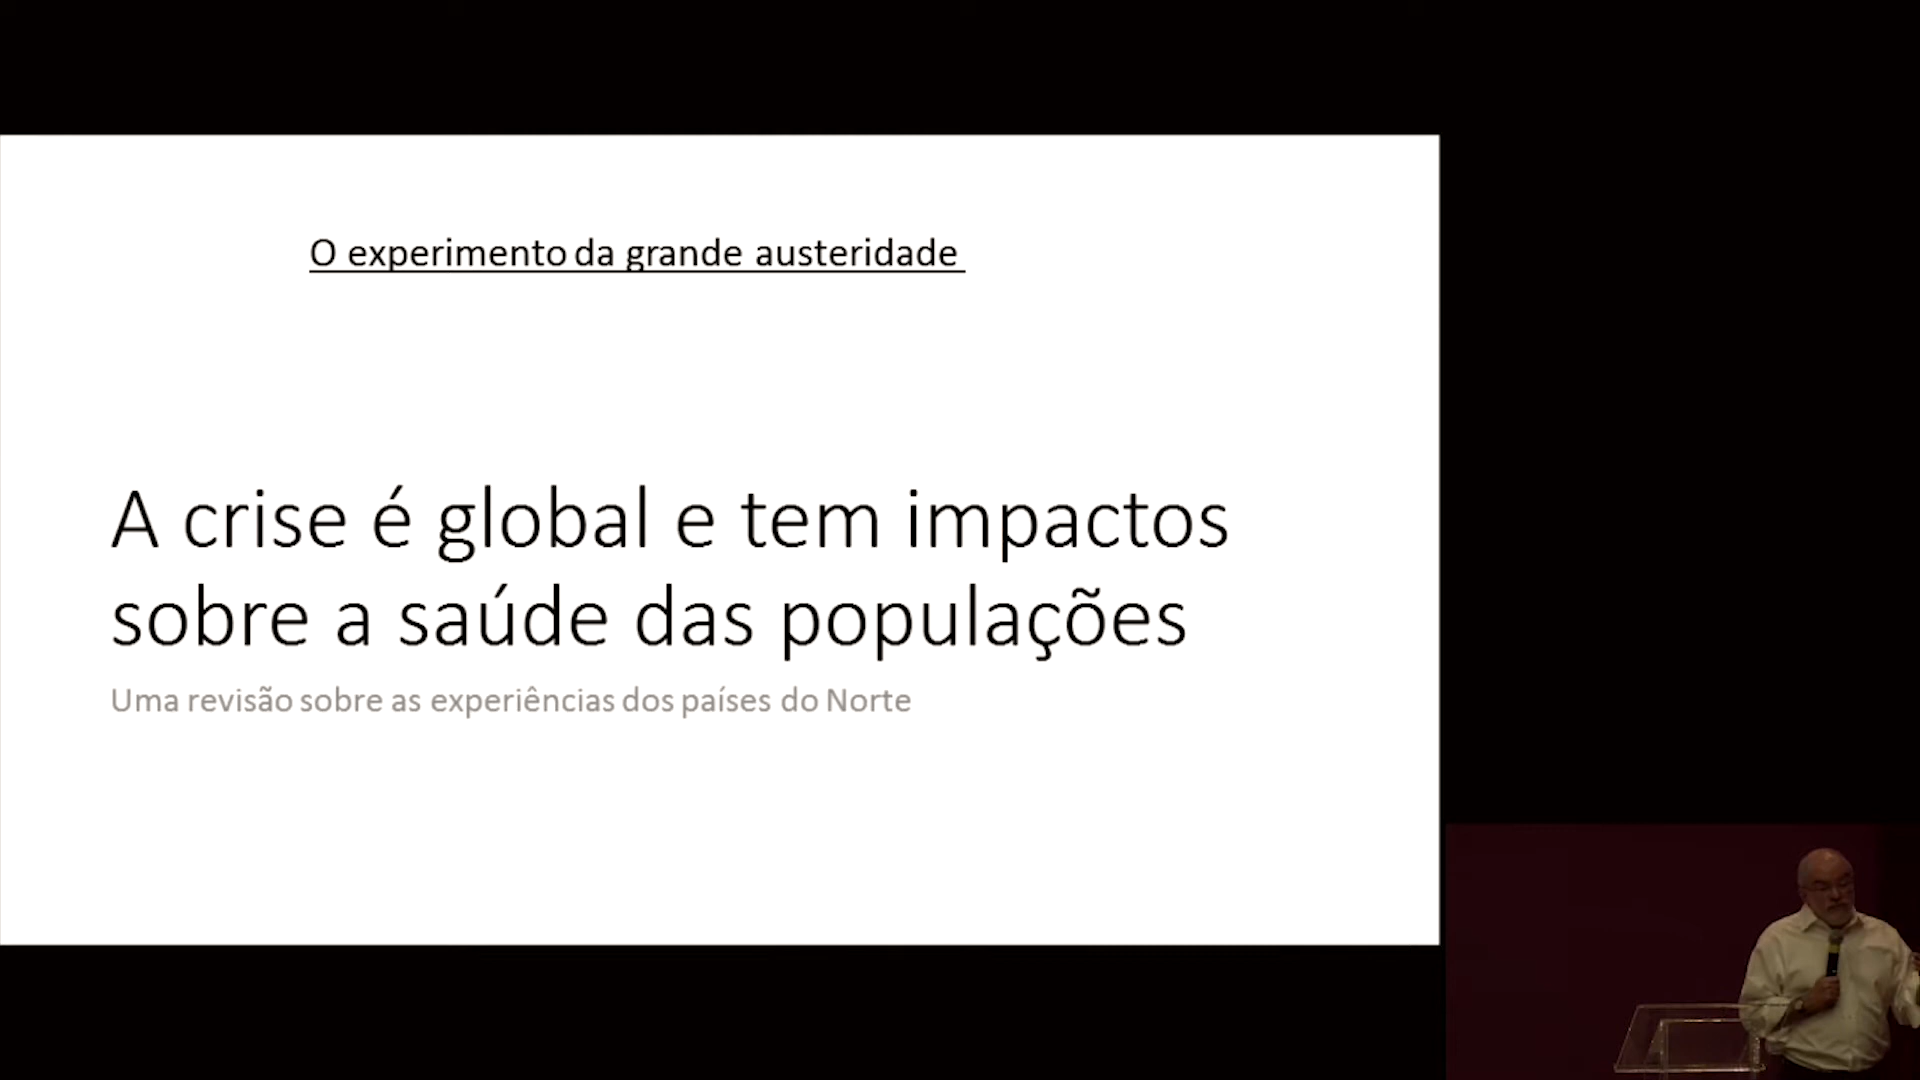 O experimento da grande austeridade
A crise é global e tem impactos
sobre a saúde das populações
Uma revisão sobre as experiências dos países do Norte